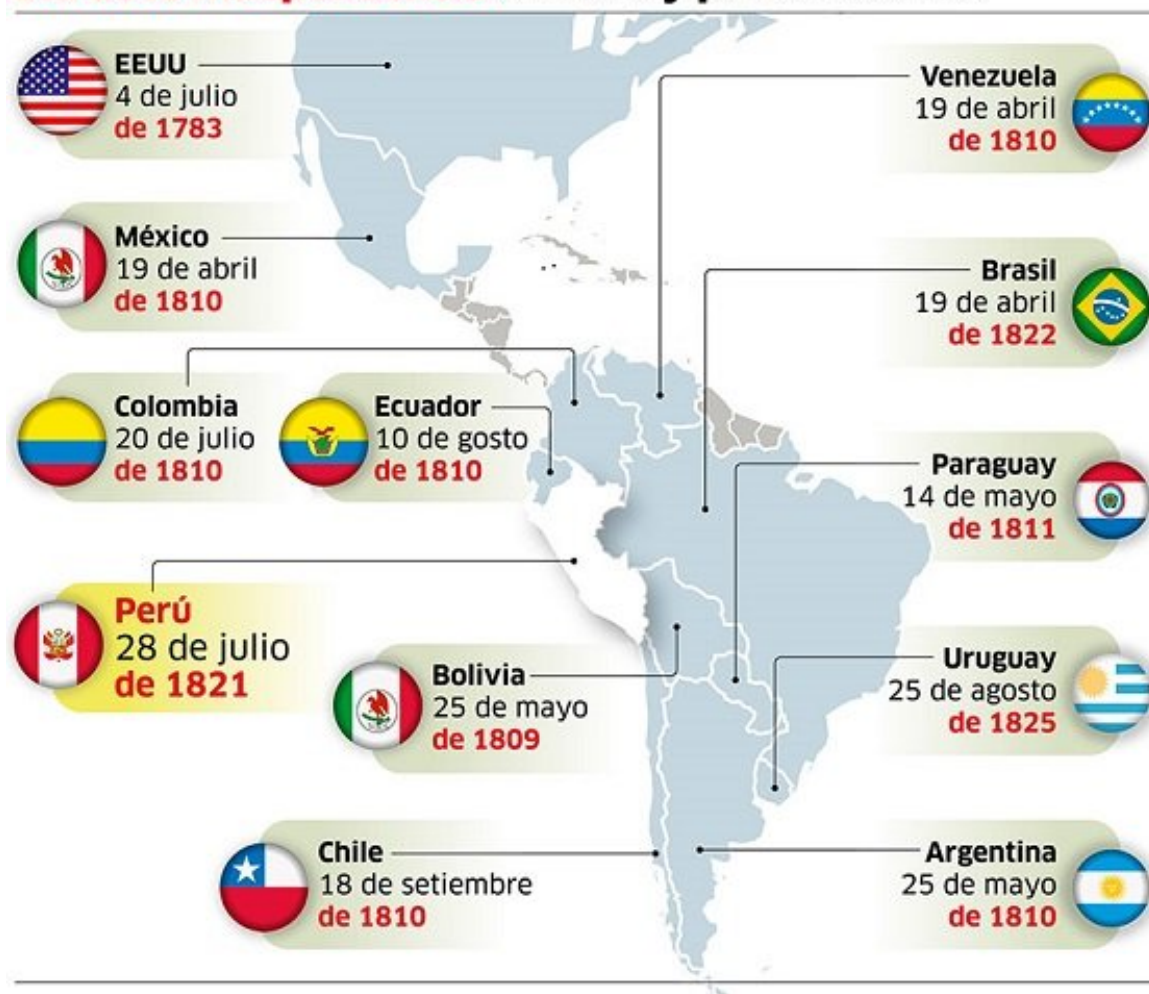 EEUU
4 de julio
de 1783
Venezuela
19 de abril
de 1810
México
19 de abril
de 1810
Brasil
19 de abril
de 1822
Colombia
20 de julio
de 1810
Ecuador
10 de gosto
de 1810
Paraguay
14 de mayo
de 1811
Perú
28 de julio
de 1821
Bolivia
25 de mayo
de 1809
Uruguay
25 de agosto
de 1825
Chile
18 de setiembre
de 1810
Argentina
25 de mayo
de 1810